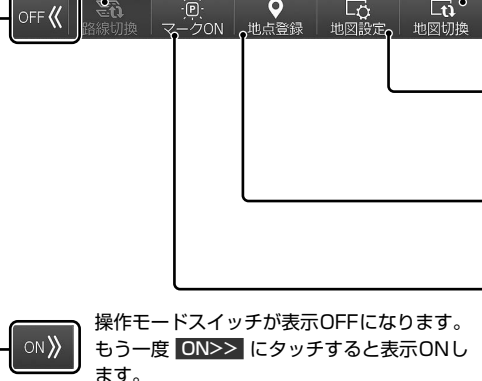 OFF《 路線切換 マークON 地点登録 地図設定 地図切換
ON》
操作モードスイッチが表示OFFになります。
もう一度 ON>> にタッチすると表示ONし
ます。